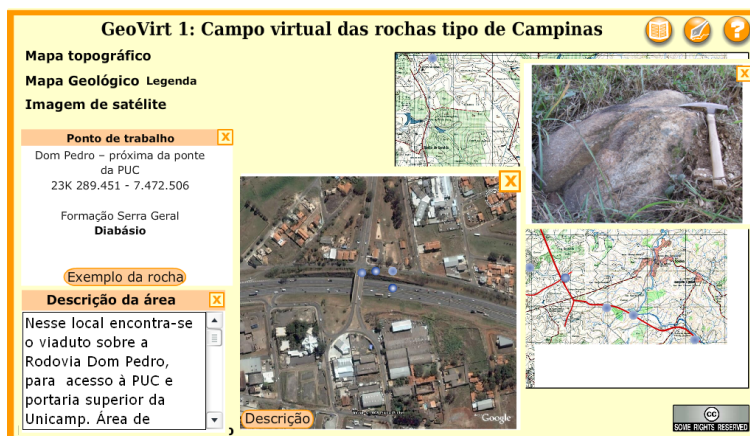 GeoVirt 1: Campo virtual das rochas tipo de Campinas
?
Mapa topográfico
Mapa Geológico Legenda
Imagem de satélite
Ponto de trabalho X
Dom Pedro – próxima da ponte
da PUC
23K 289.451 - 7.472.506
Formação Serra Geral
Diabásio
Exemplo da rocha
Descrição da área X
Nesse local encontra-se
o viaduto sobre a
Rodovia Dom Pedro,
para acesso à PUC e
portaria superior da
Unicamp. Área de
X
X
Descrição
Google
cc
SOME RIGHTS RESERVED